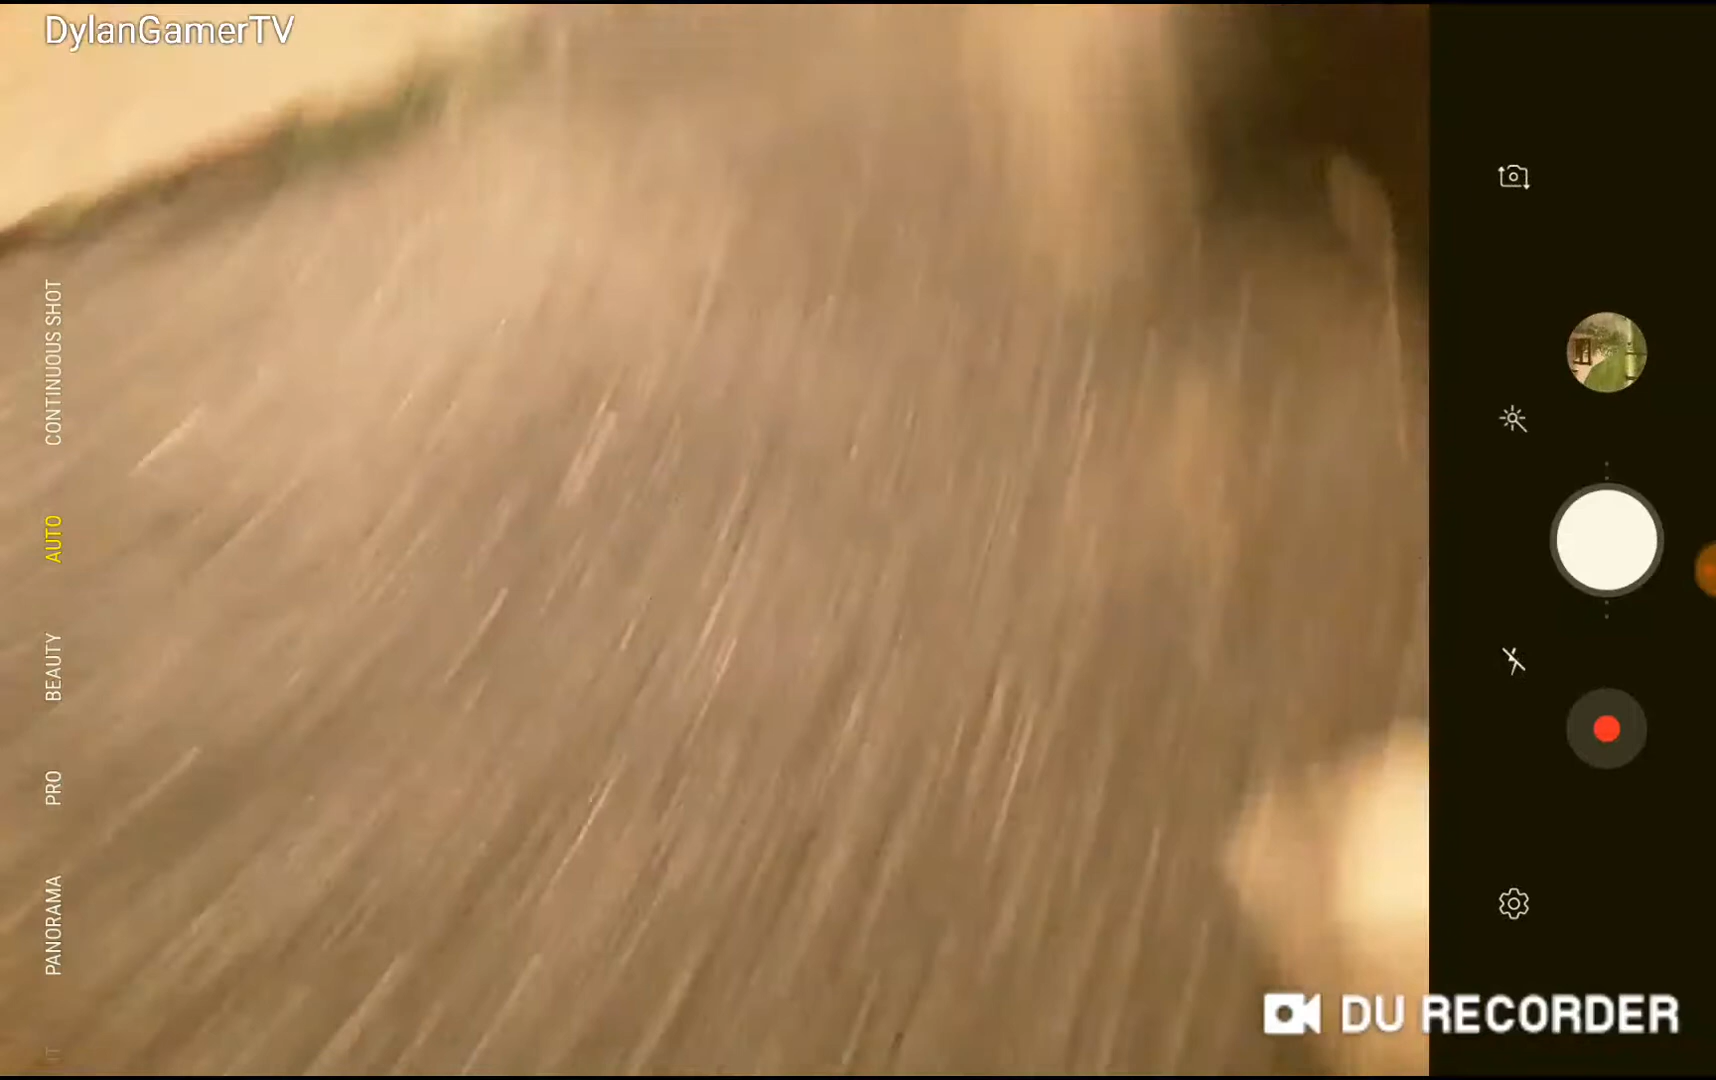 DylanGamerTV
CONTINUOUS SHOT
AUTO
BEAUTY
PRO
PANORAMA
DU RECORDER